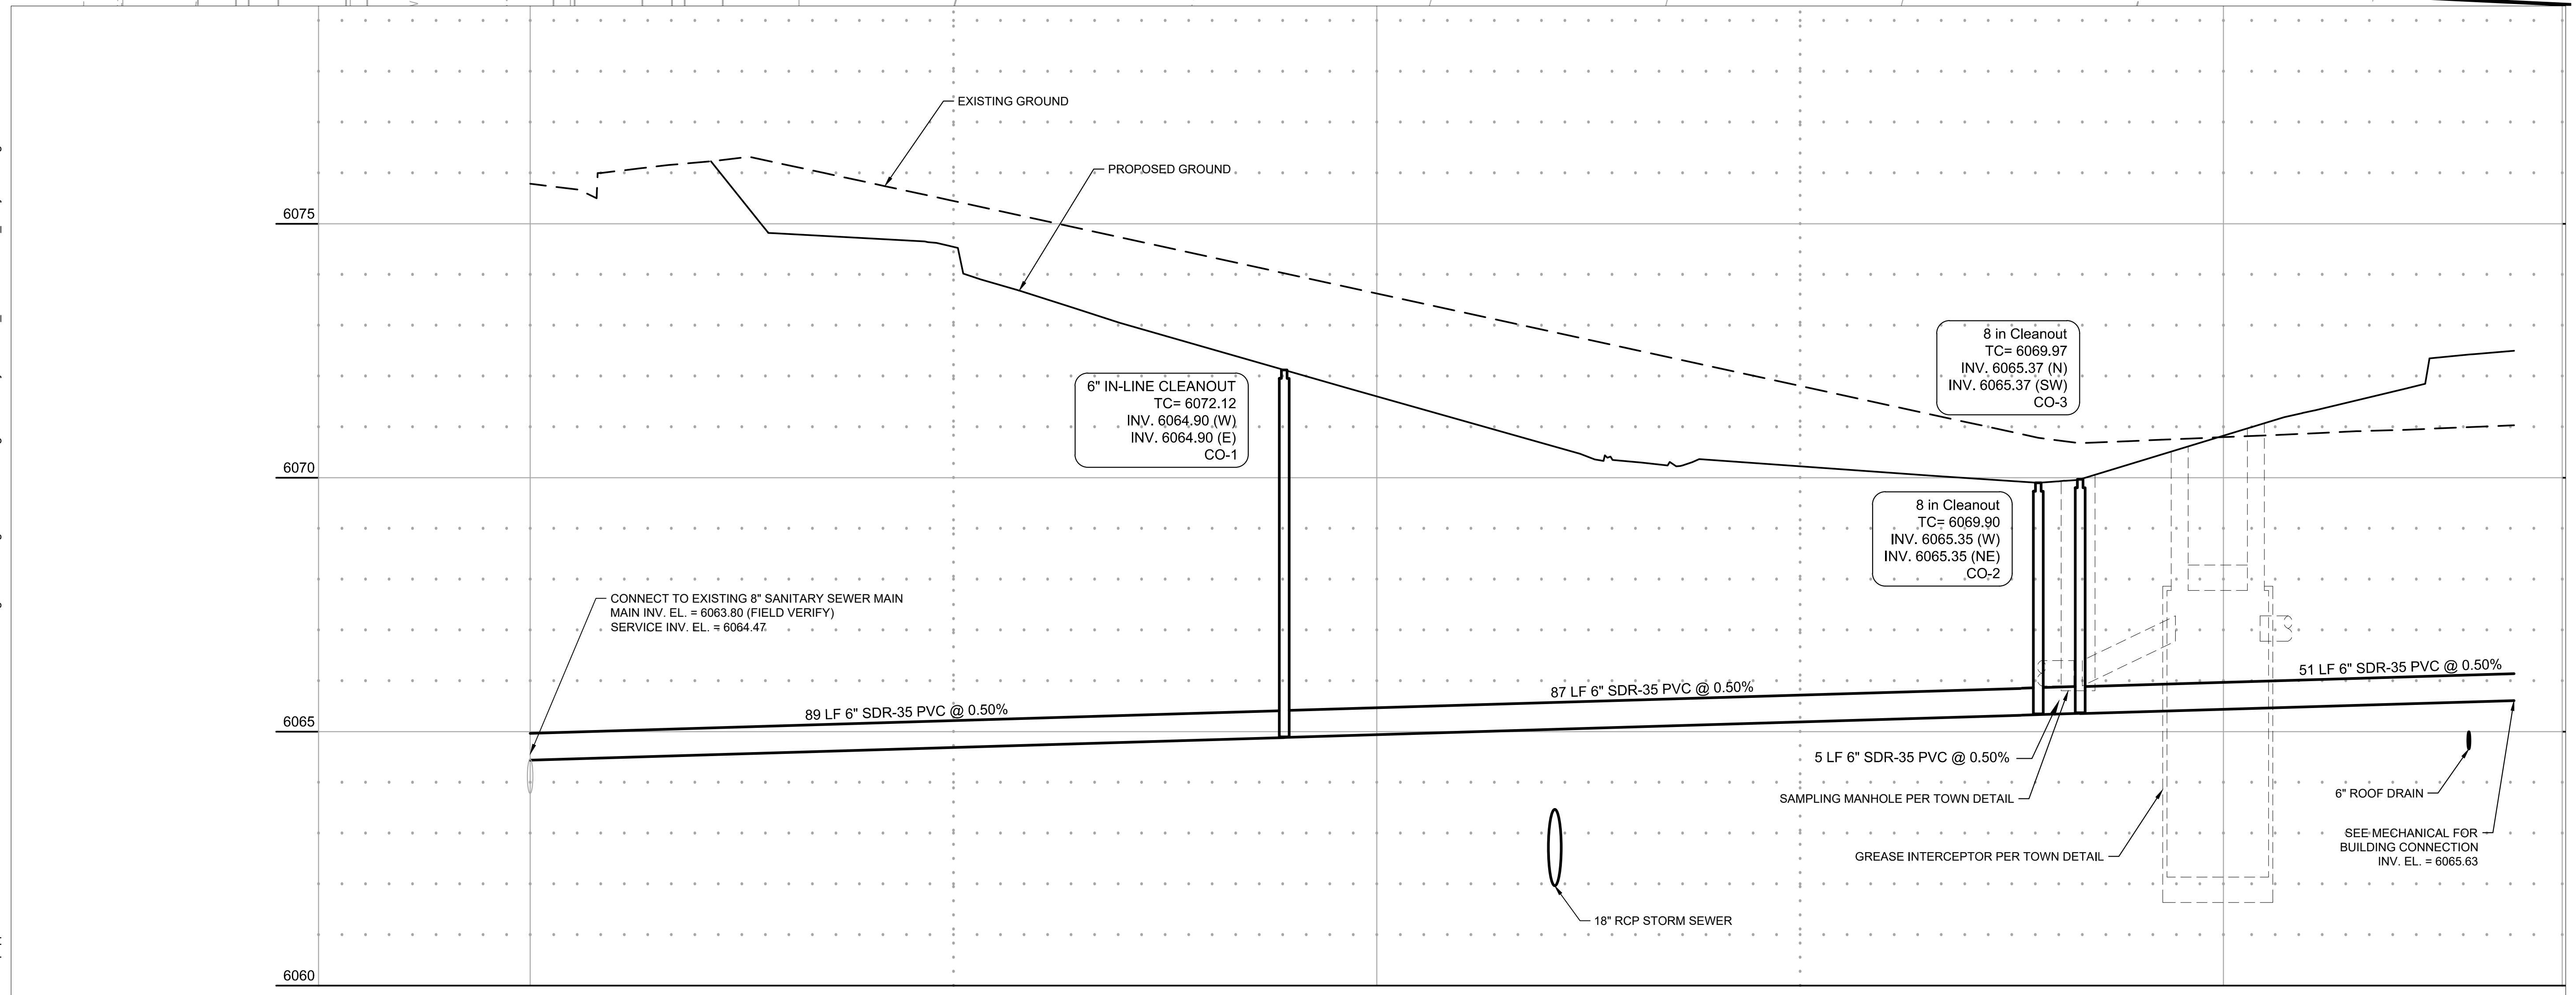 EXISTING GROUND
PROPOSED GROUND
6075
6070
6065
6060
6" IN-LINE CLEANOUT
TC= 6072.12
INV. 6064.90 (W)
INV. 6064.90 (E)
CO-1
8 in Cleanout
TC= 6069.97
INV. 6065.37 (N)
INV. 6065.37 (SW)
CO-3
8 in Cleanout
TC= 6069.90
INV. 6065.35 (W)
INV. 6065.35 (NE)
CO-2
CONNECT TO EXISTING 8" SANITARY SEWER MAIN
MAIN INV. EL. = 6063.80 (FIELD VERIFY)
SERVICE INV. EL. = 6064.47
89 LF 6" SDR-35 PVC @ 0.50%
87 LF 6" SDR-35 PVC @ 0.50%
51 LF 6" SDR-35 PVC @ 0.50%
5 LF 6" SDR-35 PVC @ 0.50%
SAMPLING MANHOLE PER TOWN DETAIL
GREASE INTERCEPTOR PER TOWN DETAIL
6" ROOF DRAIN
SEE MECHANICAL FOR
BUILDING CONNECTION
INV. EL. = 6065.63
18" RCP STORM SEWER